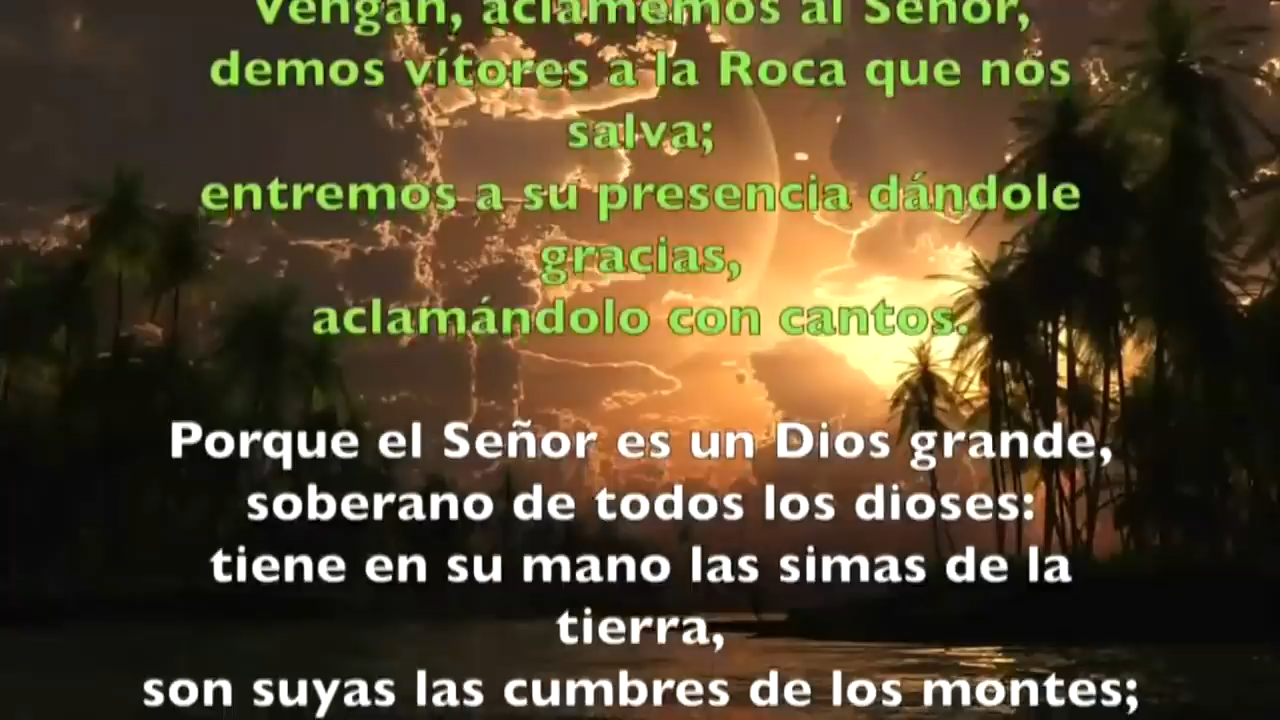 Vengan, aclamemos al Señor,
demos vítores a la Roca que nos
salva;
entremos a su presencia dándole
gracias,
aclamándolo con cantos.
Porque el Señor es un Dios grande,
soberano de todos los dioses:
tiene en su mano las simas de la
tierra,
son suyas las cumbres de los montes;